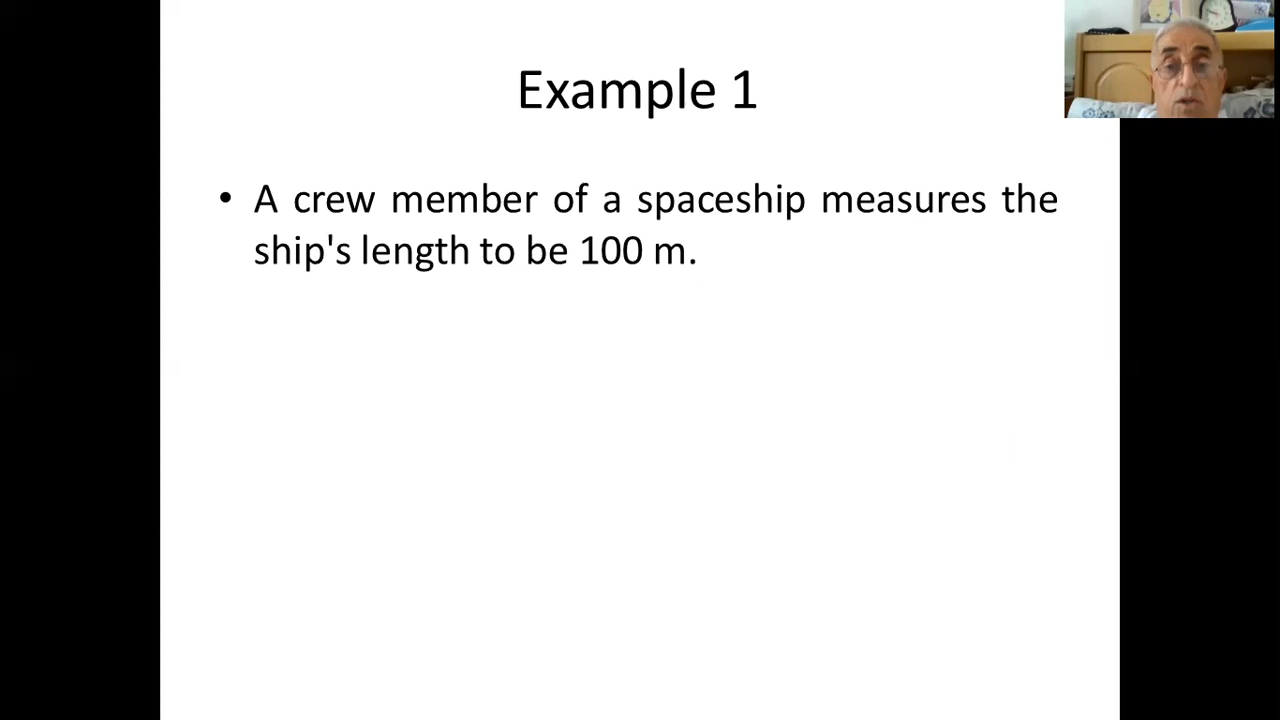 Example 1
• A crew member of a spaceship measures the
ship's length to be 100 m.